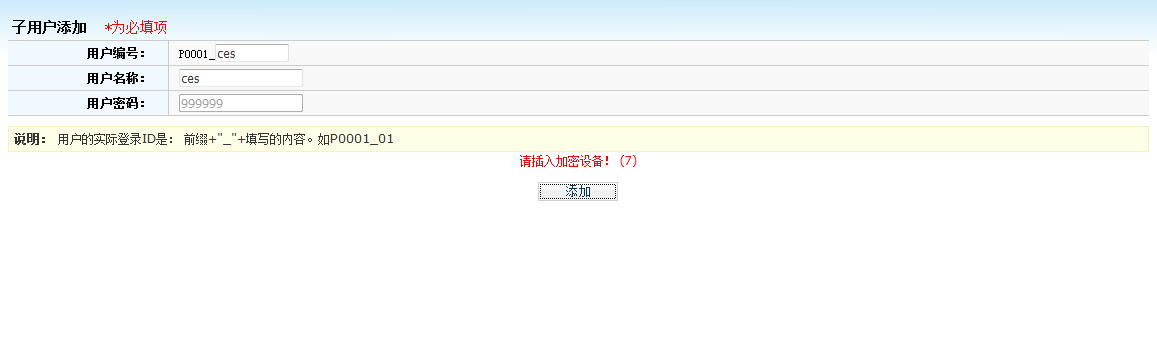 子用户添加 *为必填项
用户编号： P0001_ces
用户名称： ces
用户密码： 999999
说明： 用户的实际登录ID是： 前缀+"_"+填写的内容。如P0001_01
请插入加密设备！（7）
添加